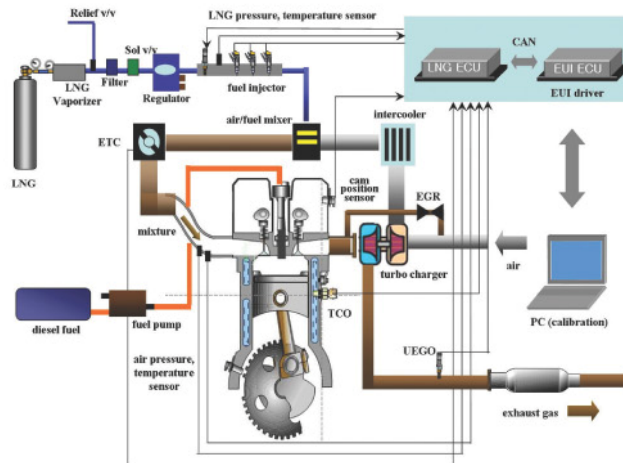 Relief v/v
LNG pressure, temperature sensor
Sol v/v
LNG
Vaporizer
Filter
Regulator
fuel injector
LNG ECU
CAN
EUI ECU
EUI driver
air/fuel mixer
intercooler
ETC
LNG
cam
position
sensor
EGR
mixture
turbo charger
air
diesel fuel
fuel pump
TCO
PC (calibration)
air pressure,
temperature
sensor
UEGO
exhaust gas